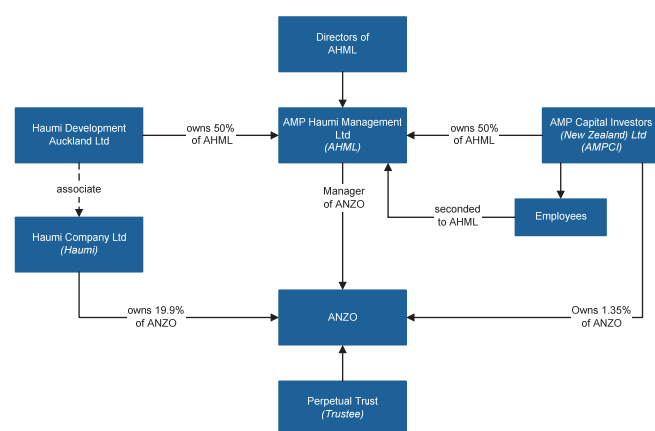 Directors of
AHML
Haumi Development
Auckland Ltd
owns 50%
of AHML
AMP Haumi Management
Ltd
(AHML)
owns 50%
of AHML
AMP Capital Investors
(New Zealand) Ltd
(AMPCI)
associate
Manager
of ANZO
seconded
to AHML
Employees
Haumi Company Ltd
(Haumi)
owns 19.9%
of ANZO
ANZO
Owns 1.35%
of ANZO
Perpetual Trust
(Trustee)